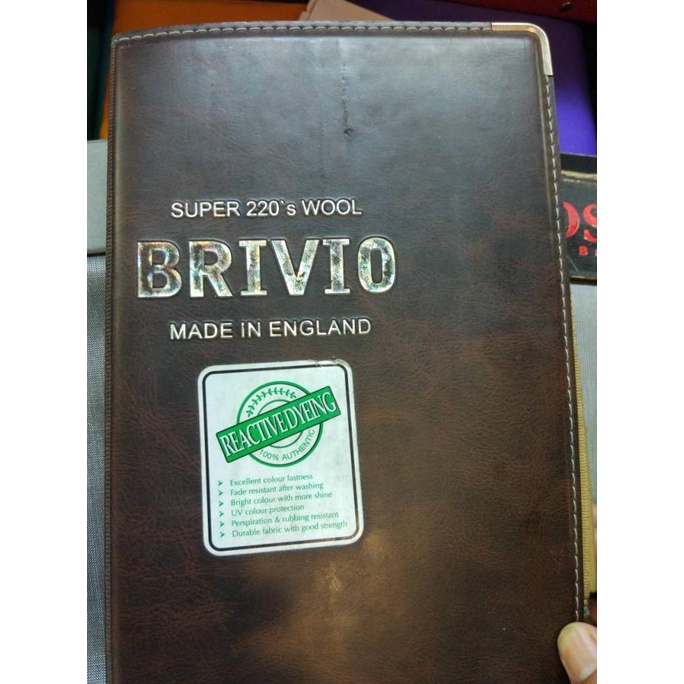 SUPER 220`s WOOL
BRIVIO
MADE IN ENGLAND
REACTIVE DYEING
100% AUTHENTIC
Excellent colour fastness
Fade resistant after washing
Bright colour with more shine
UV colour protection
Perspiration & rubbing resistant
Durable fabric with good strength